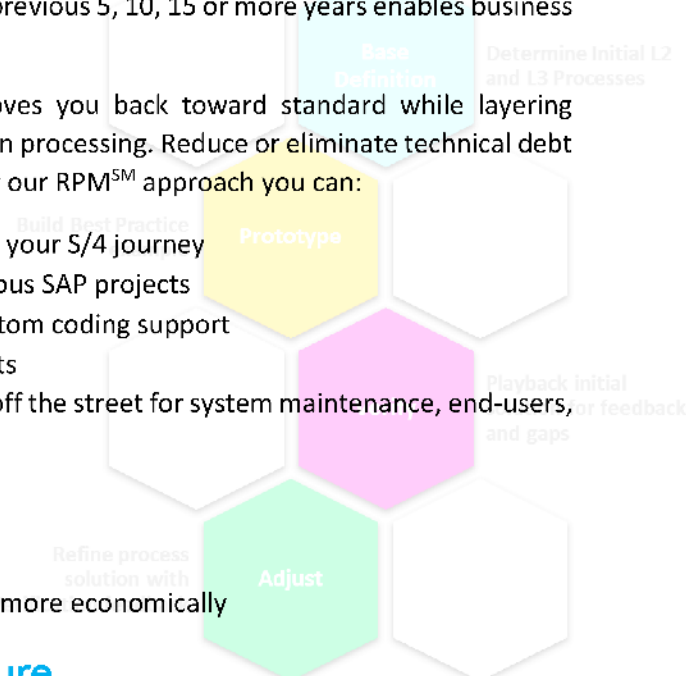 previous 5, 10, 15 or more years enables business
Base
Definition
Determine Initial L2
and L3 Processes
oves you back toward standard while layering
n processing. Reduce or eliminate technical debt
our RPMSM approach you can:
Build Best Practice
Prototype
your S/4 journey
ous SAP projects
tom coding support
ts
Playback initial
for feedback
and gaps
off the street for system maintenance, end-users,
Refine process
solution with
Adjust
more economically
ure